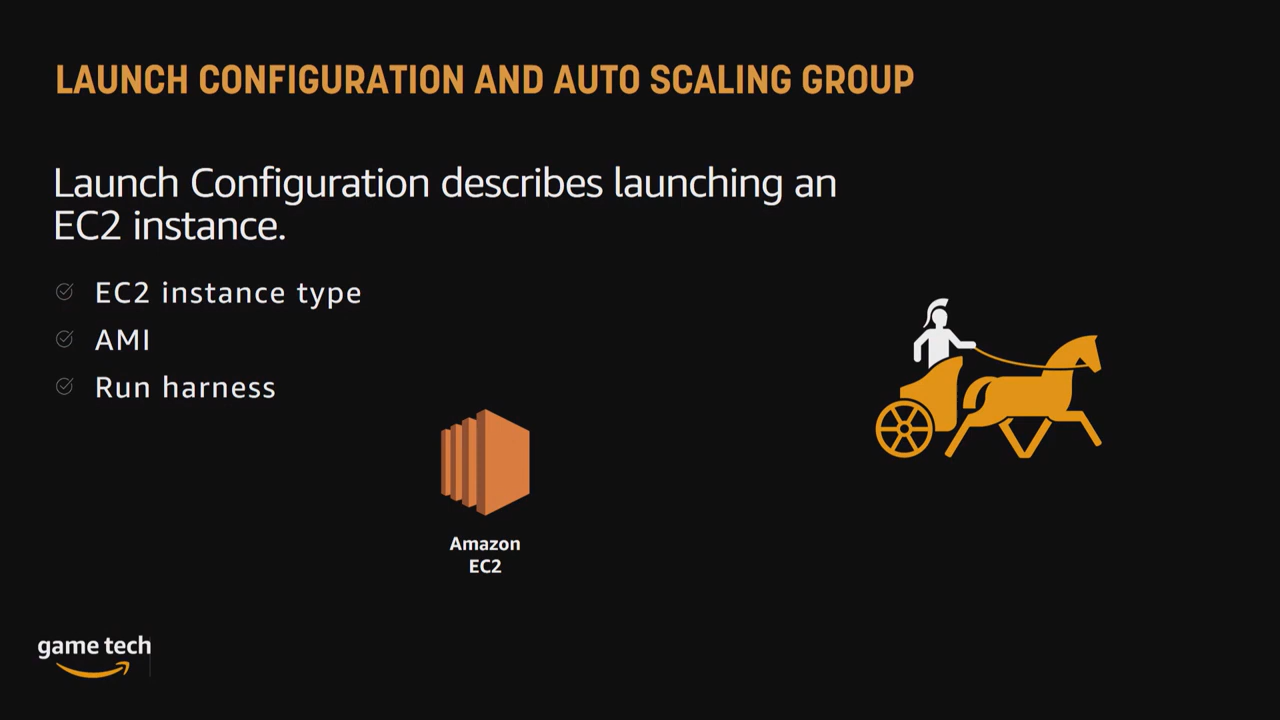 LAUNCH CONFIGURATION AND AUTO SCALING GROUP
Launch Configuration describes launching an
EC2 instance.
EC2 instance type
AMI
Run harness
Amazon
EC2
game tech